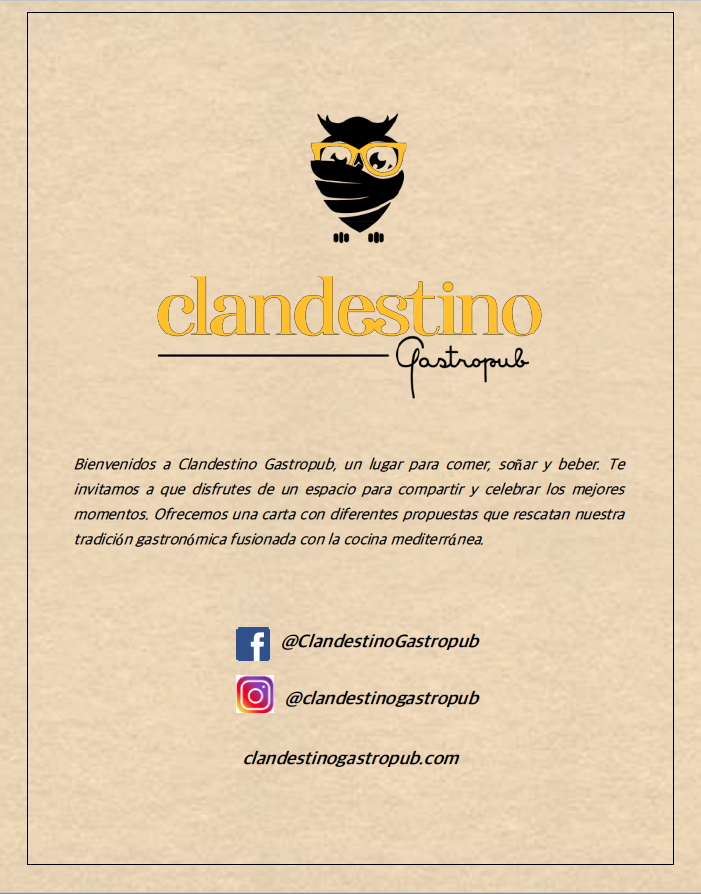 clandestino
Gastropub
Bienvenidos a Clandestino Gastropub, un lugar para comer, soñar y beber. Te
invitamos a que disfrutes de un espacio para compartir y celebrar los mejores
momentos. Ofrecemos una carta con diferentes propuestas que rescatan nuestra
tradición gastronómica fusionada con la cocina mediterránea.
@ClandestinoGastropub
@clandestinogastropub
clandestinogastropub.com